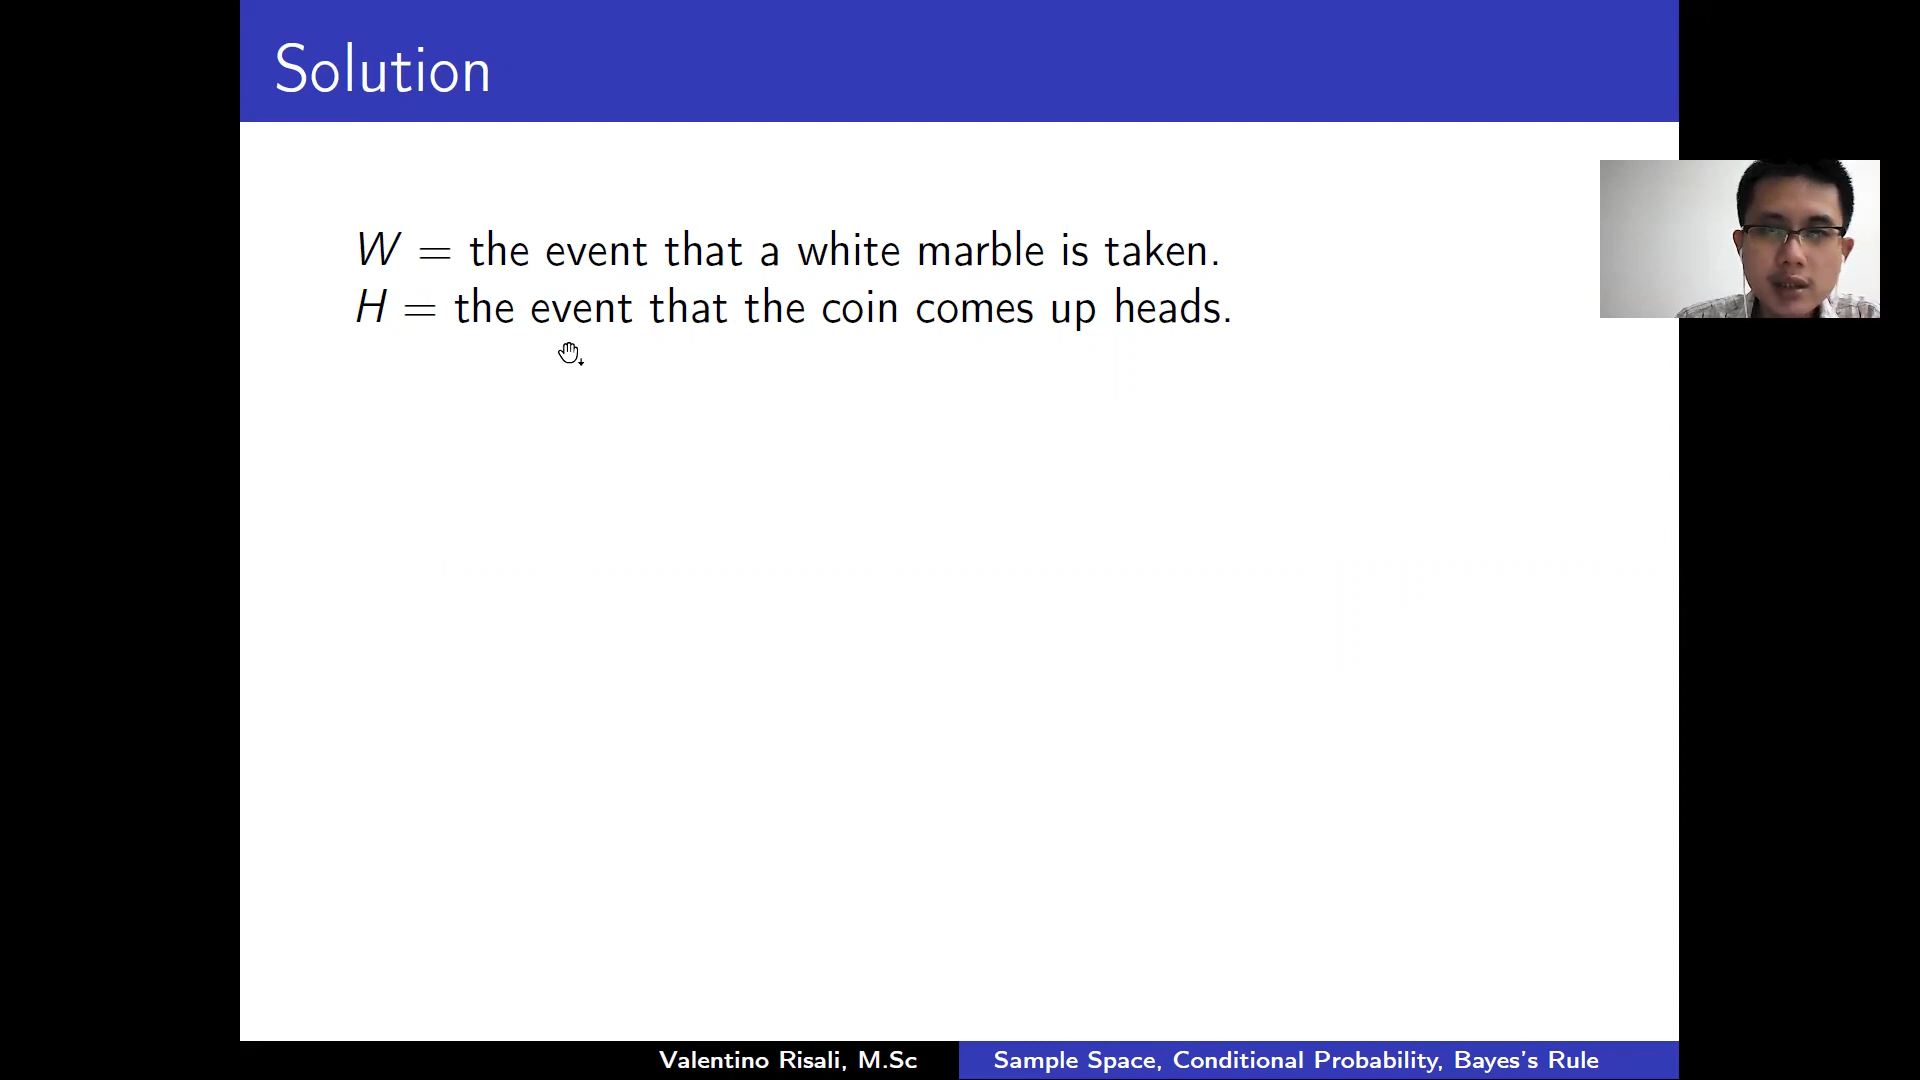 Solution
W = the event that a white marble is taken.
H = the event that the coin comes up heads.
Valentino Risali, M.Sc
Sample Space, Conditional Probability, Bayes's Rule